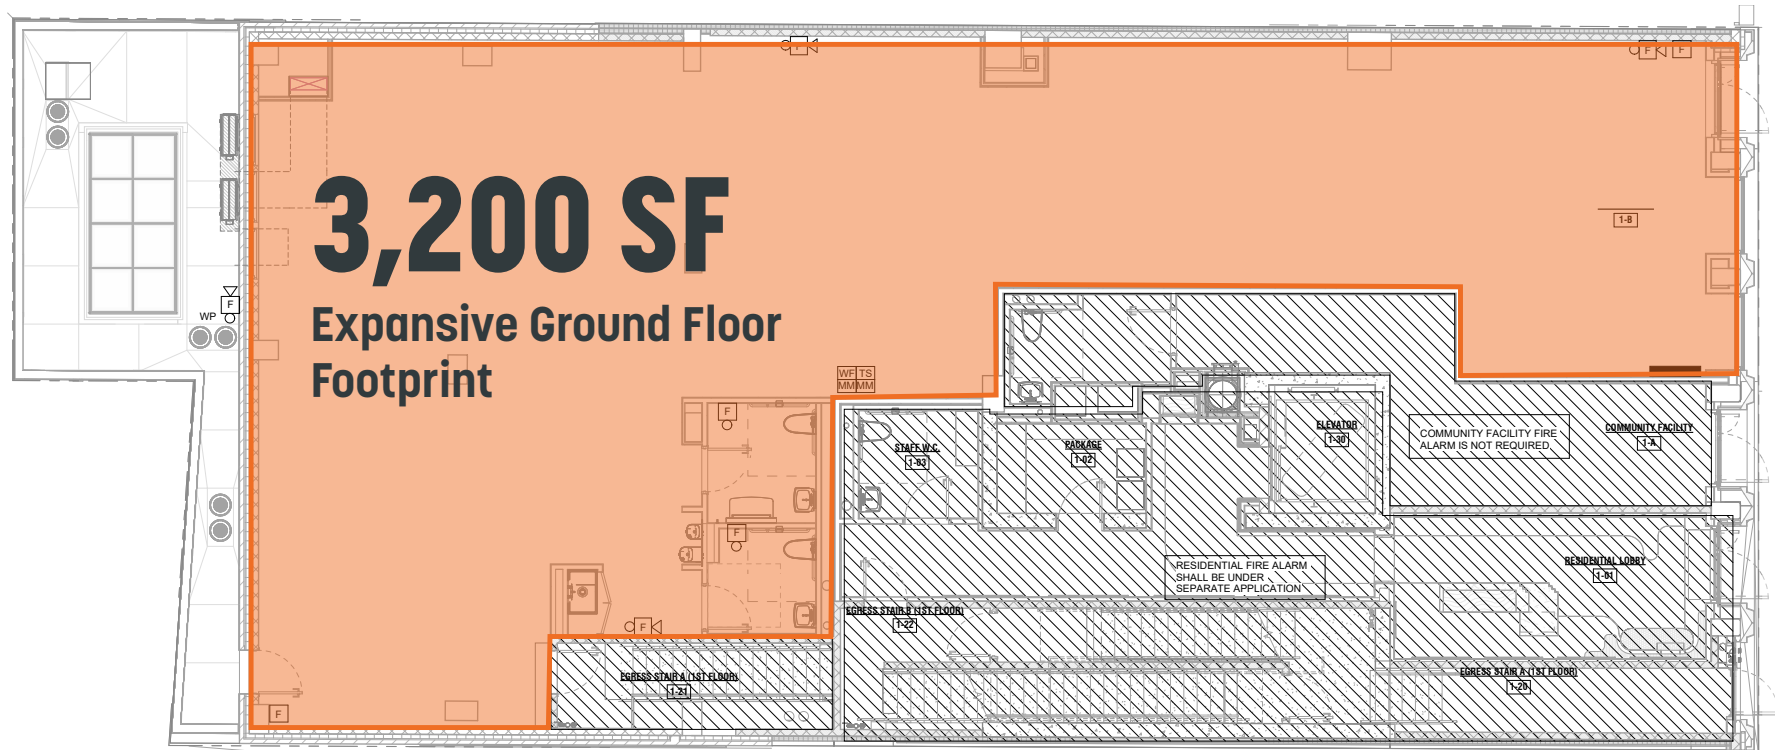 F
F
F
3,200 SF
1-B
F
WP
Expansive Ground Floor
Footprint
WF TS
MM MM
F
STAFF W.C.
1-03
PACKAGE
1-02
ELEVATOR
1-30
COMMUNITY FACILITY FIRE
ALARM IS NOT REQUIRED.
COMMUNITY FACILITY
1-A
F
RESIDENTIAL FIRE ALARM
SHALL BE UNDER
SEPARATE APPLICATION
RESIDENTIAL LOBBY
1-01
EGRESS STAIR B (1ST FLOOR)
1-22
F
EGRESS STAIR A (1ST FLOOR)
1-21
EGRESS STAIR A (1ST FLOOR)
1-20
F